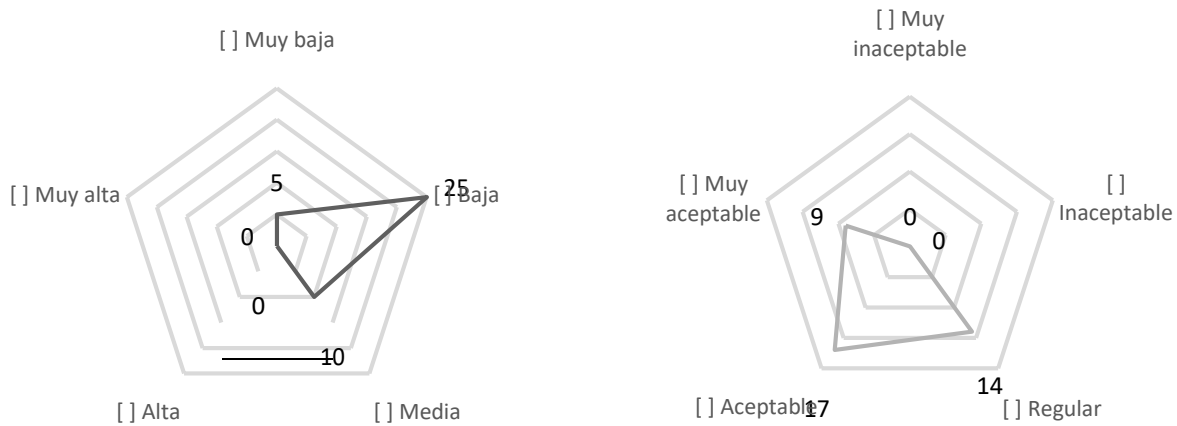 [ ] Muy baja
5
[ ] Baja
25
[ ] Muy alta
0
0
10
[ ] Alta
[ ] Media
[ ] Muy
inaceptable
[ ] Muy
aceptable
9
0
0
[ ]
Inaceptable
14
[ ] Aceptable
17
[ ] Regular